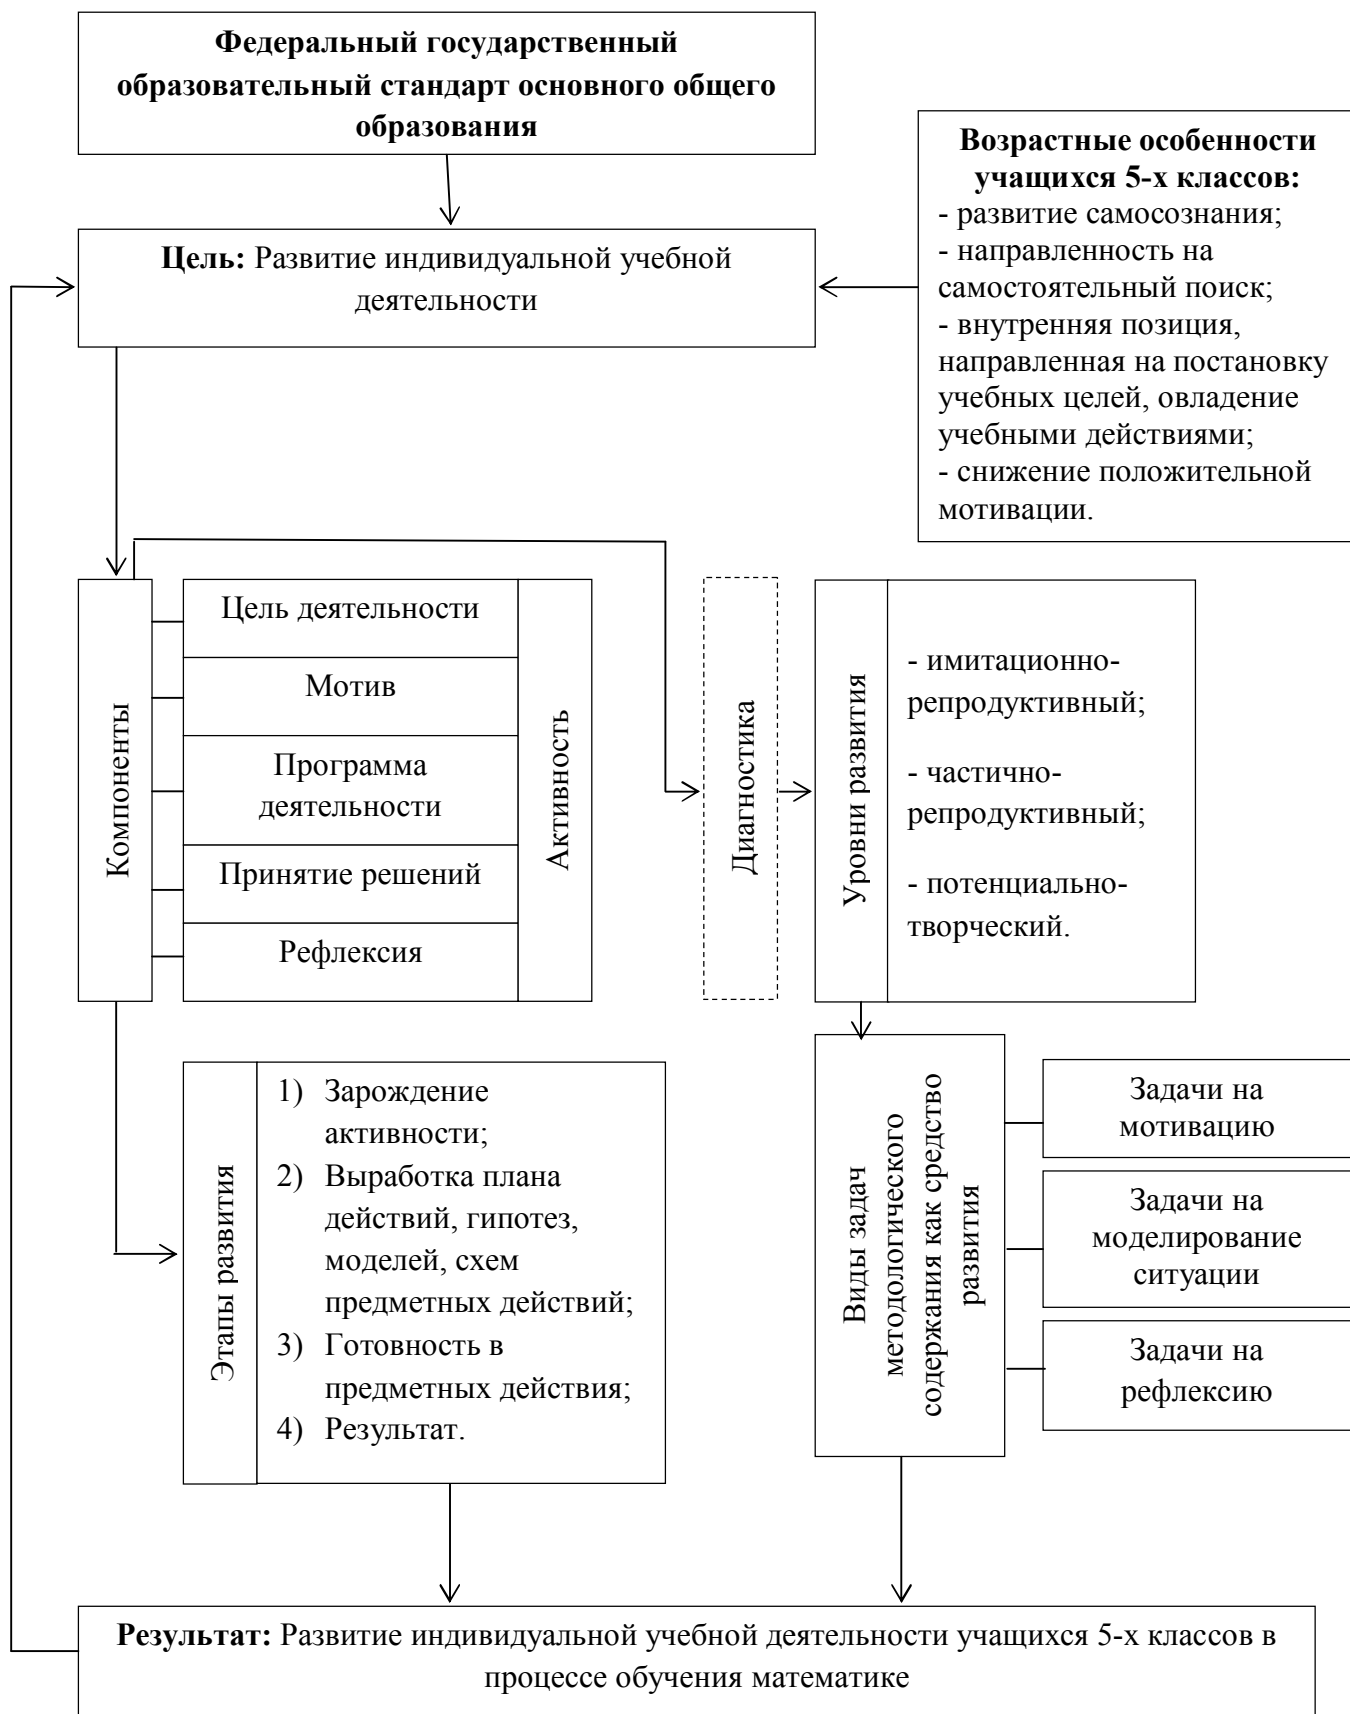 Федеральный государственный
образовательный стандарт основного общего
образования
Возрастные особенности
учащихся 5-х классов:
- развитие самосознания;
- направленность на
самостоятельный поиск;
- внутренняя позиция,
направленная на постановку
учебных целей, овладение
учебными действиями;
- снижение положительной
мотивации.
Цель: Развитие индивидуальной учебной
деятельности
Компоненты
Цель деятельности
Мотив
Программа
деятельности
Принятие решений
Рефлексия
Активность
Диагностика
Уровни развития
- имитационно-
репродуктивный;
- частично-
репродуктивный;
- потенциально-
творческий.
Этапы развития
1) Зарождение
активности;
2) Выработка плана
действий, гипотез,
моделей, схем
предметных действий;
3) Готовность в
предметных действия;
4) Результат.
Виды задач
методологического
содержания как средство
развития
Задачи на
мотивацию
Задачи на
моделирование
ситуации
Задачи на
рефлексию
Результат: Развитие индивидуальной учебной деятельности учащихся 5-х классов в
процессе обучения математике